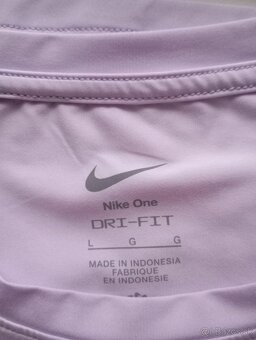 Nike One
DRI-FIT
L G G
MADE IN INDONESIA
FABRIQUE
EN INDONESIE